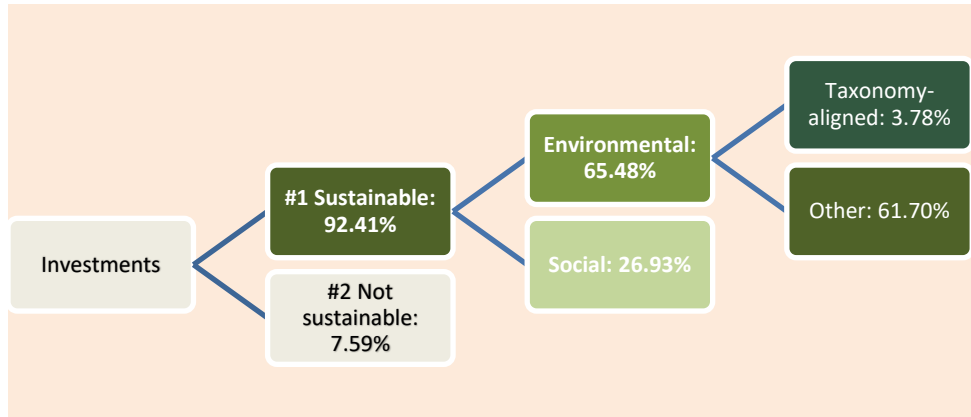 Investments
#1 Sustainable:
92.41%
#2 Not
sustainable:
7.59%
Environmental:
65.48%
Social: 26.93%
Taxonomy-
aligned: 3.78%
Other: 61.70%